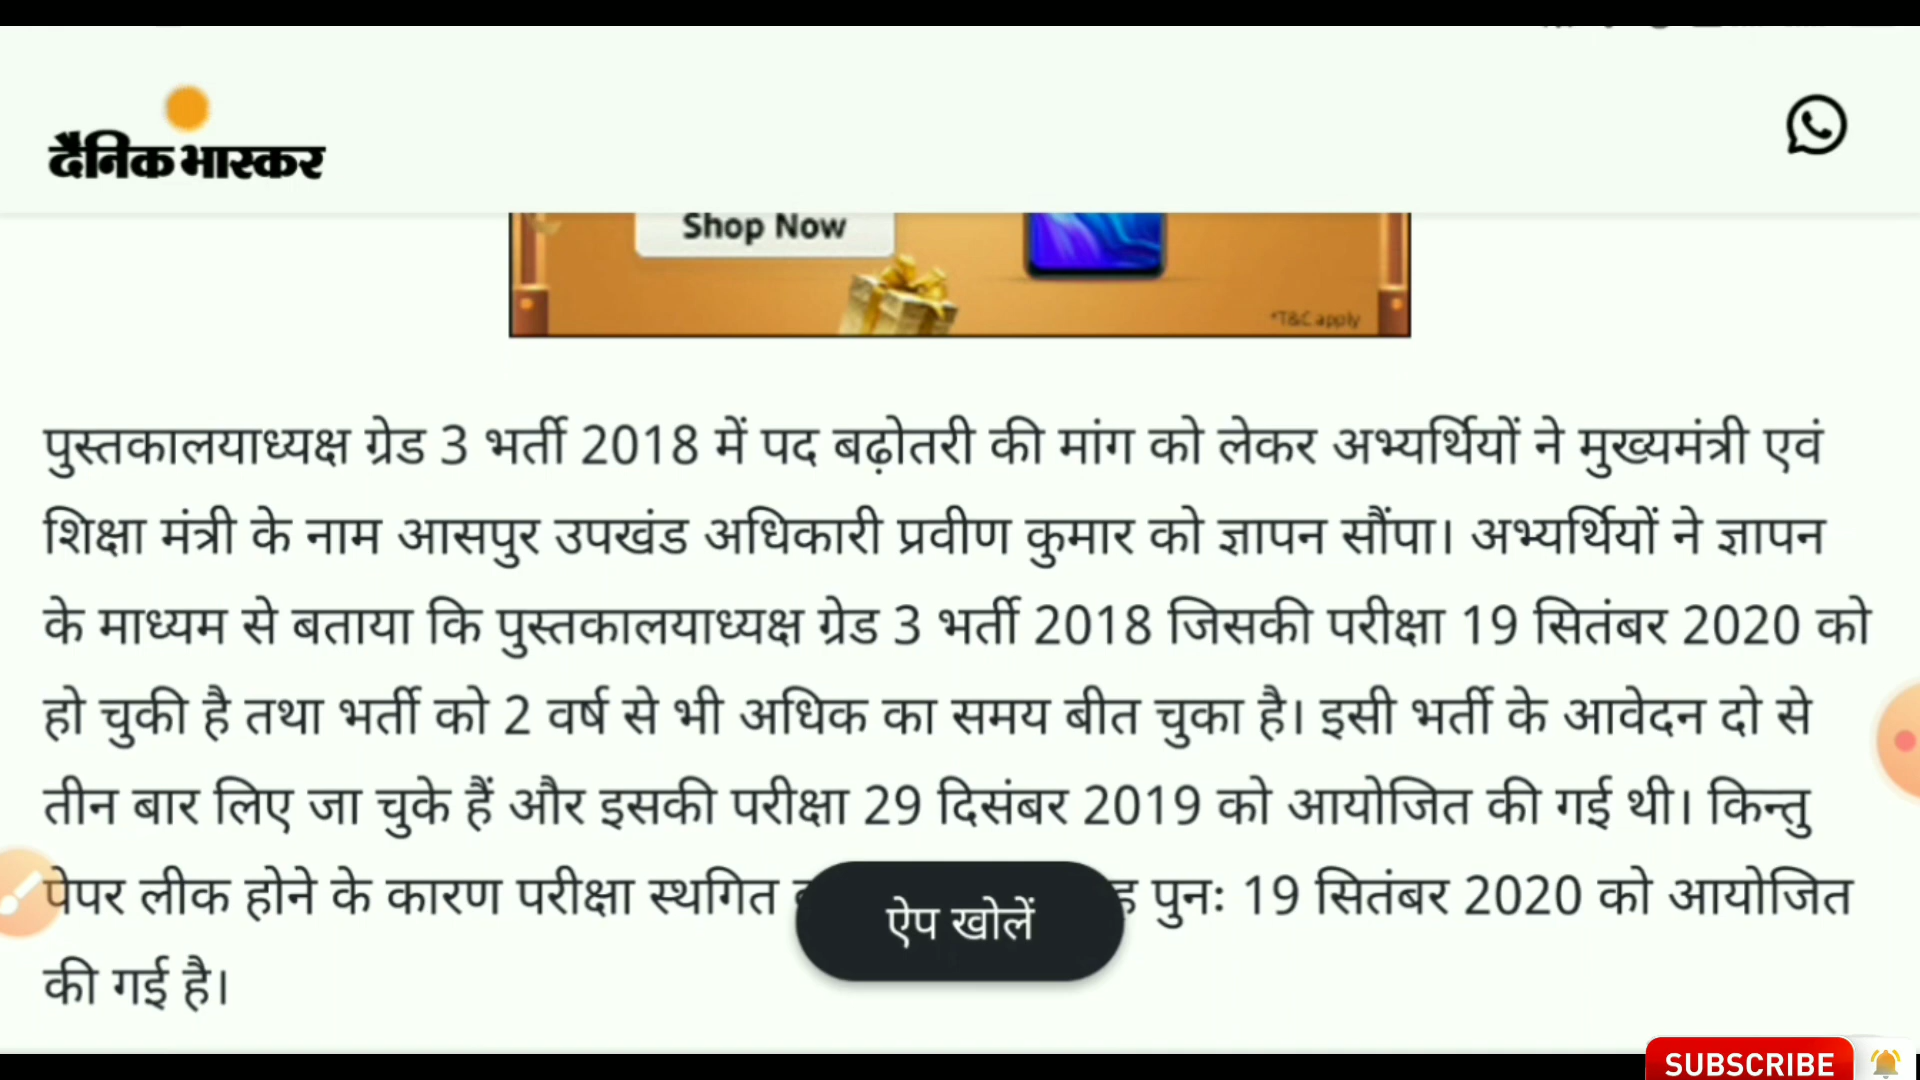 दैनिक भास्कर
Shop Now
*T&C apply
पुस्तकालयाध्यक्ष ग्रेड 3 भर्ती 2018 में पद बढ़ोतरी की मांग को लेकर अभ्यर्थियों ने मुख्यमंत्री एवं
शिक्षा मंत्री के नाम आसपुर उपखंड अधिकारी प्रवीण कुमार को ज्ञापन सौंपा। अभ्यर्थियों ने ज्ञापन
के माध्यम से बताया कि पुस्तकालयाध्यक्ष ग्रेड 3 भर्ती 2018 जिसकी परीक्षा 19 सितंबर 2020 को
हो चुकी है तथा भर्ती को 2 वर्ष से भी अधिक का समय बीत चुका है। इसी भर्ती के आवेदन दो से
तीन बार लिए जा चुके हैं और इसकी परीक्षा 29 दिसंबर 2019 को आयोजित की गई थी। किन्तु
पेपर लीक होने के कारण परीक्षा स्थगित पुनः 19 सितंबर 2020 को आयोजित
ऐप खोलें
की गई है।
SUBSCRIBE